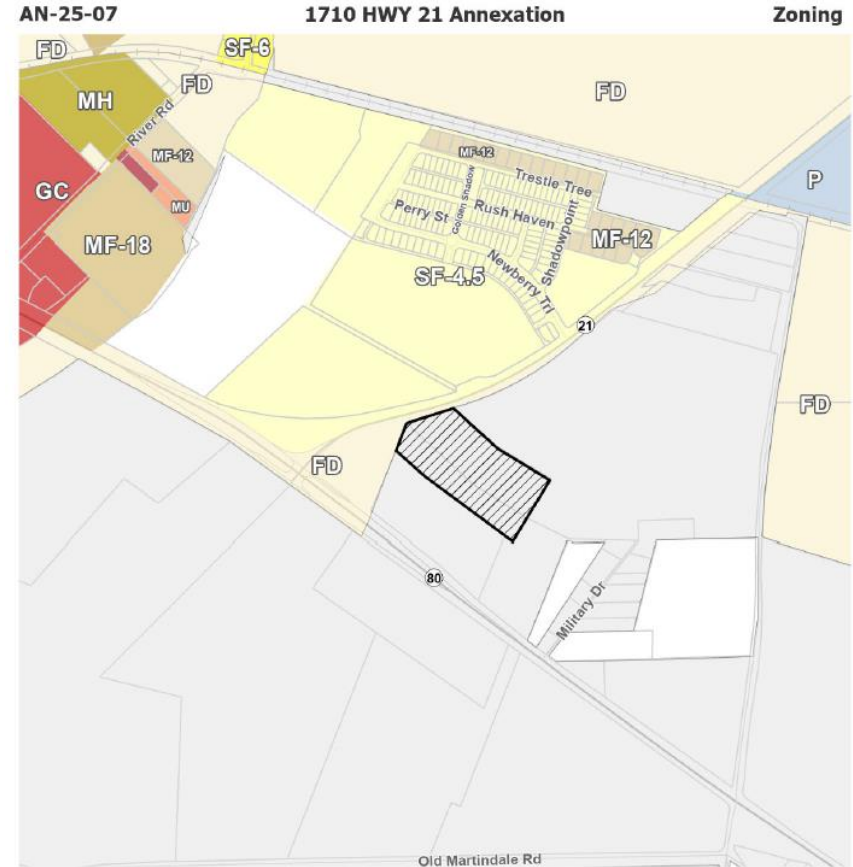 AN-25-07 1710 HWY 21 Annexation Zoning
FD SF-6
FD FD
MH
River Rd
MF-12 MF-12
Trestle Tree
P
GC
Golden Shadow
MU
Perry St Rush Haven
Shadowpoint
MF-18 MF-12
SF-4.5 Newberry Trl
21
FD
FD
80
Military Dr
Old Martindale Rd